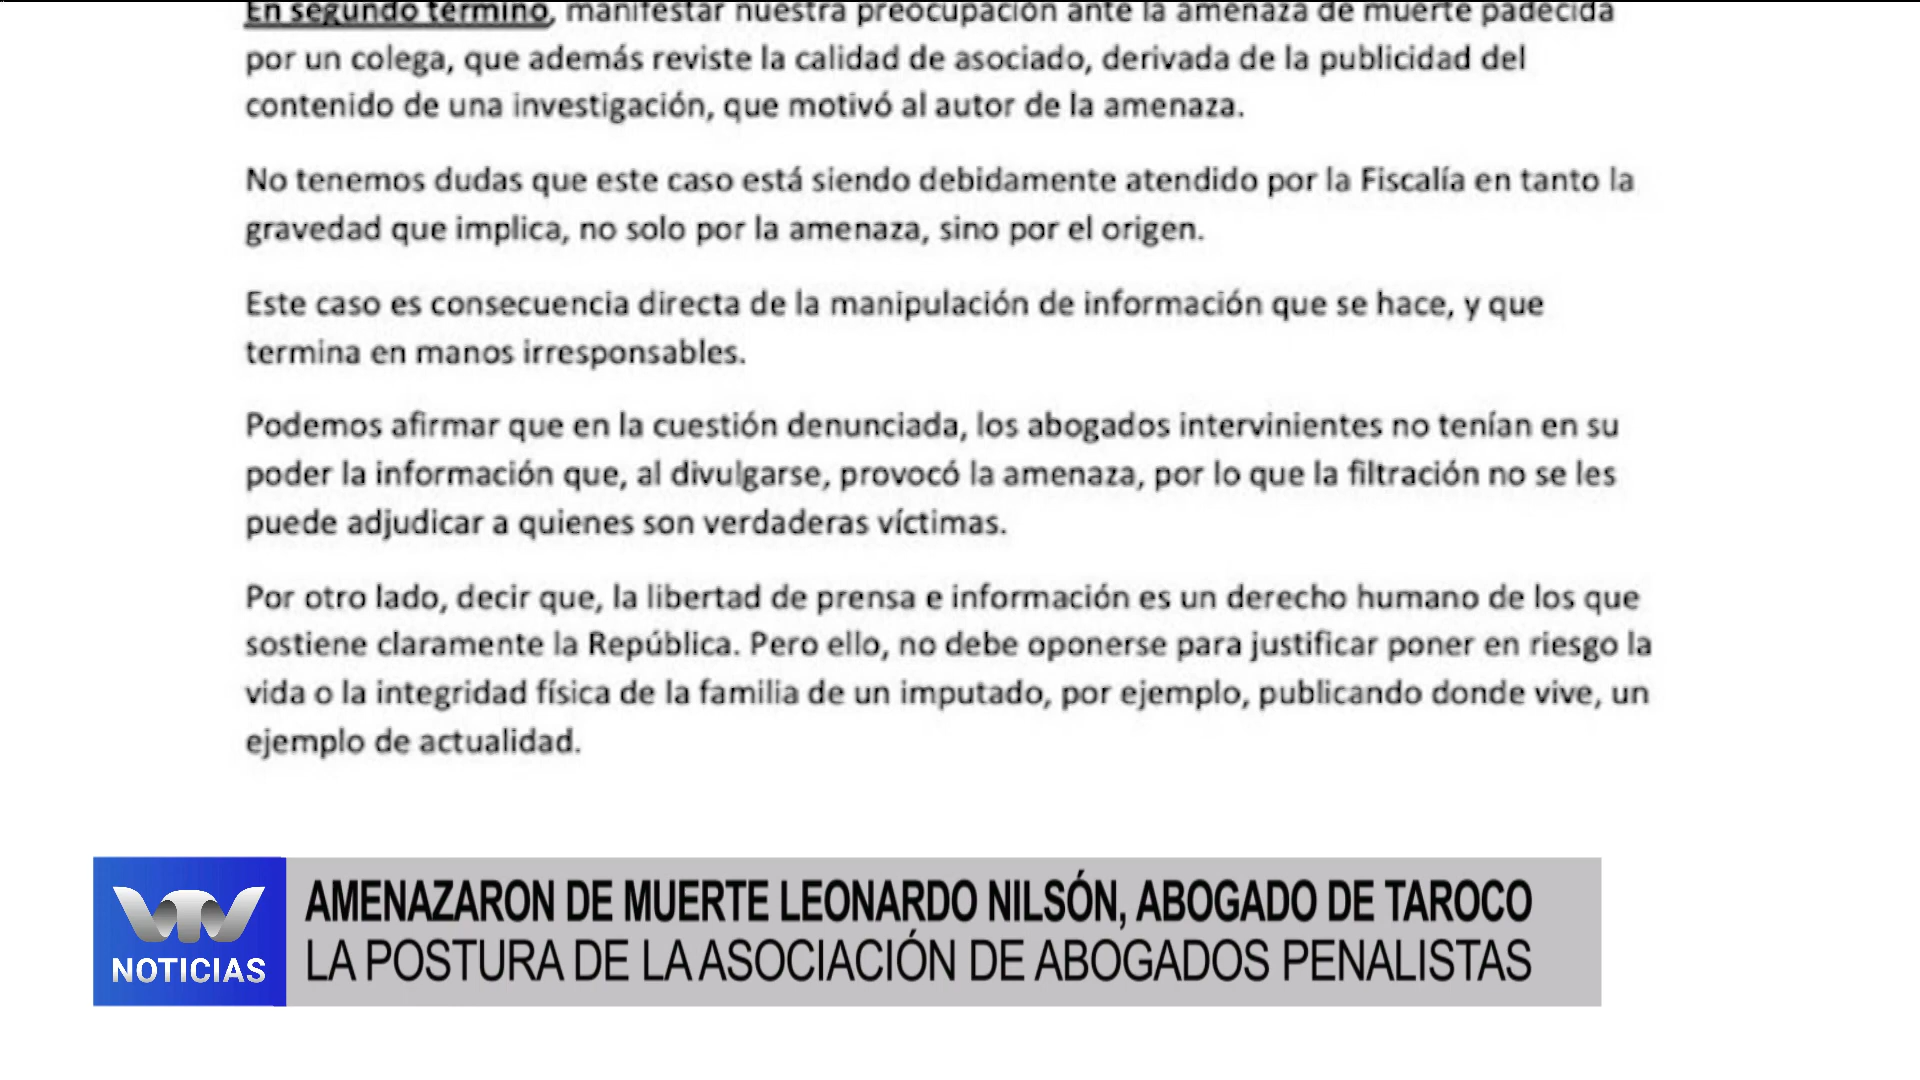 En segundo término, manifestar nuestra preocupación ante la amenaza de muerte padecida
por un colega, que además reviste la calidad de asociado, derivada de la publicidad del
contenido de una investigación, que motivó al autor de la amenaza.
No tenemos dudas que este caso está siendo debidamente atendido por la Fiscalía en tanto la
gravedad que implica, no solo por la amenaza, sino por el origen.
Este caso es consecuencia directa de la manipulación de información que se hace, y que
termina en manos irresponsables.
Podemos afirmar que en la cuestión denunciada, los abogados intervinientes no tenían en su
poder la información que, al divulgarse, provocó la amenaza, por lo que la filtración no se les
puede adjudicar a quienes son verdaderas víctimas.
Por otro lado, decir que, la libertad de prensa e información es un derecho humano de los que
sostiene claramente la República. Pero ello, no debe oponerse para justificar poner en riesgo la
vida o la integridad física de la familia de un imputado, por ejemplo, publicando donde vive, un
ejemplo de actualidad.
VTV
NOTICIAS
AMENAZARON DE MUERTE LEONARDO NILSÓN, ABOGADO DE TAROCO
LA POSTURA DE LA ASOCIACIÓN DE ABOGADOS PENALISTAS